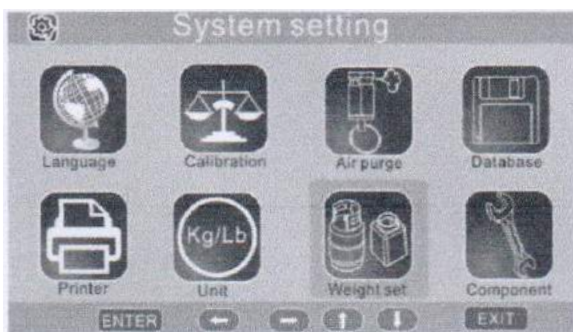 System setting
Language Calibration Air purge Database
Kg/Lb
Printer Unit Weight set Component
ENTER EXIT